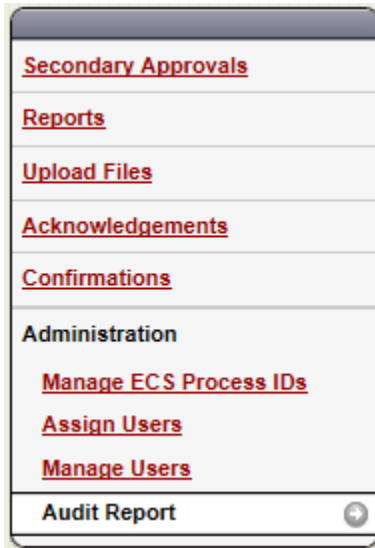 Secondary Approvals
Reports
Upload Files
Acknowledgements
Confirmations
Administration
Manage ECS Process IDs
Assign Users
Manage Users
Audit Report